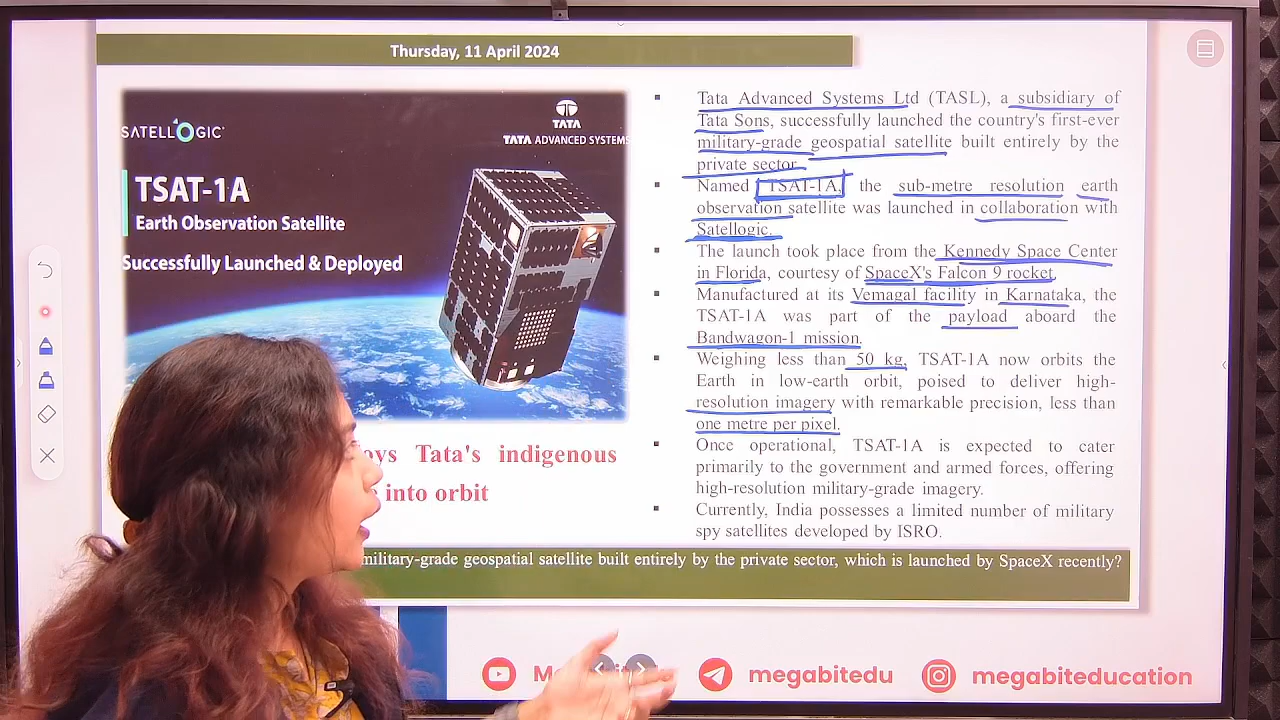 Thursday, 11 April 2024
SATELLOGIC
TATA
TATA ADVANCED SYSTEMS
TSAT-1A
Earth Observation Satellite
Successfully Launched & Deployed
Tata's indigenous
into orbit
Tata Advanced Systems Ltd (TASL), a subsidiary of
Tata Sons, successfully launched the country's first-ever
military-grade geospatial satellite built entirely by the
private sector.
Named TSAT-1A, the sub-metre resolution earth
observation satellite was launched in collaboration with
Satellogic.
The launch took place from the Kennedy Space Center
in Florida, courtesy of SpaceX's Falcon 9 rocket.
Manufactured at its Vemagal facility in Karnataka, the
TSAT-1A was part of the payload aboard the
Bandwagon-1 mission.
Weighing less than 50 kg, TSAT-1A now orbits the
Earth in low-earth orbit, poised to deliver high-
resolution imagery with remarkable precision, less than
one metre per pixel.
Once operational, TSAT-1A is expected to cater
primarily to the government and armed forces, offering
high-resolution military-grade imagery.
Currently, India possesses a limited number of military
spy satellites developed by ISRO.
military-grade geospatial satellite built entirely by the private sector, which is launched by SpaceX recently?
megabitedu
megabiteducation